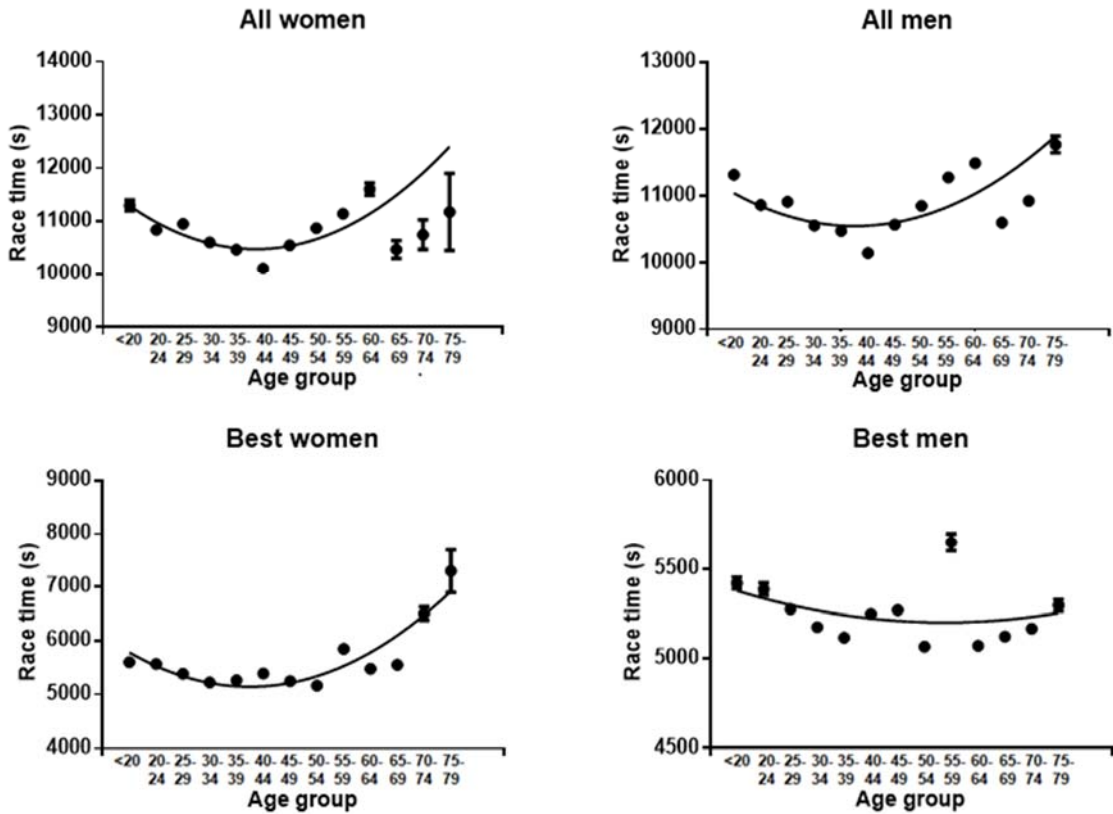 All women
14000
13000
12000
11000
10000
9000
Race time (s)
<20 20-24 25-29 30-34 35-39 40-44 45-49 50-54 55-59 60-64 65-69 70-74 75-79
Age group
All men
13000
12000
11000
10000
9000
Race time (s)
<20 20-24 25-29 30-34 35-39 40-44 45-49 50-54 55-59 60-64 65-69 70-74 75-79
Age group
Best women
9000
8000
7000
6000
5000
4000
Race time (s)
<20 20-24 25-29 30-34 35-39 40-44 45-49 50-54 55-59 60-64 65-69 70-74 75-79
Age group
Best men
6000
5500
5000
4500
Race time (s)
<20 20-24 25-29 30-34 35-39 40-44 45-49 50-54 55-59 60-64 65-69 70-74 75-79
Age group